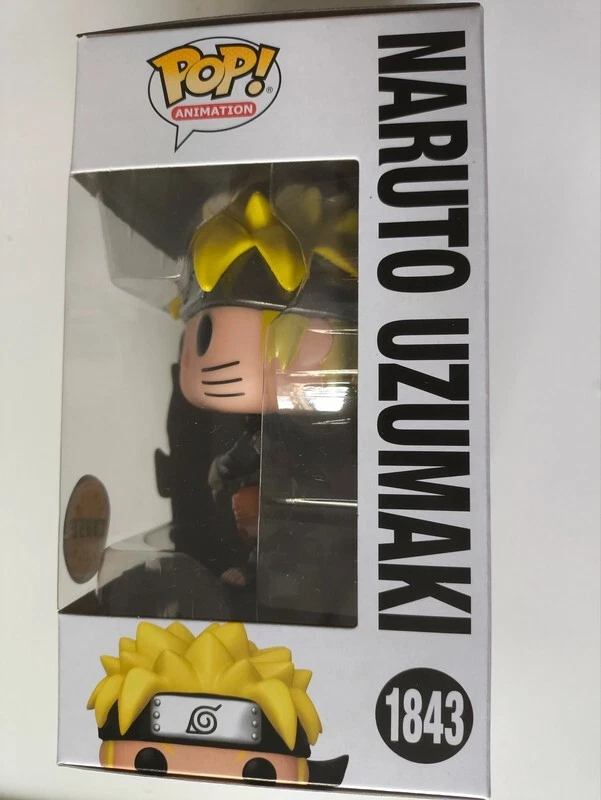 POP!
®
ANIMATION
NARUTO UZUMAKI
1843